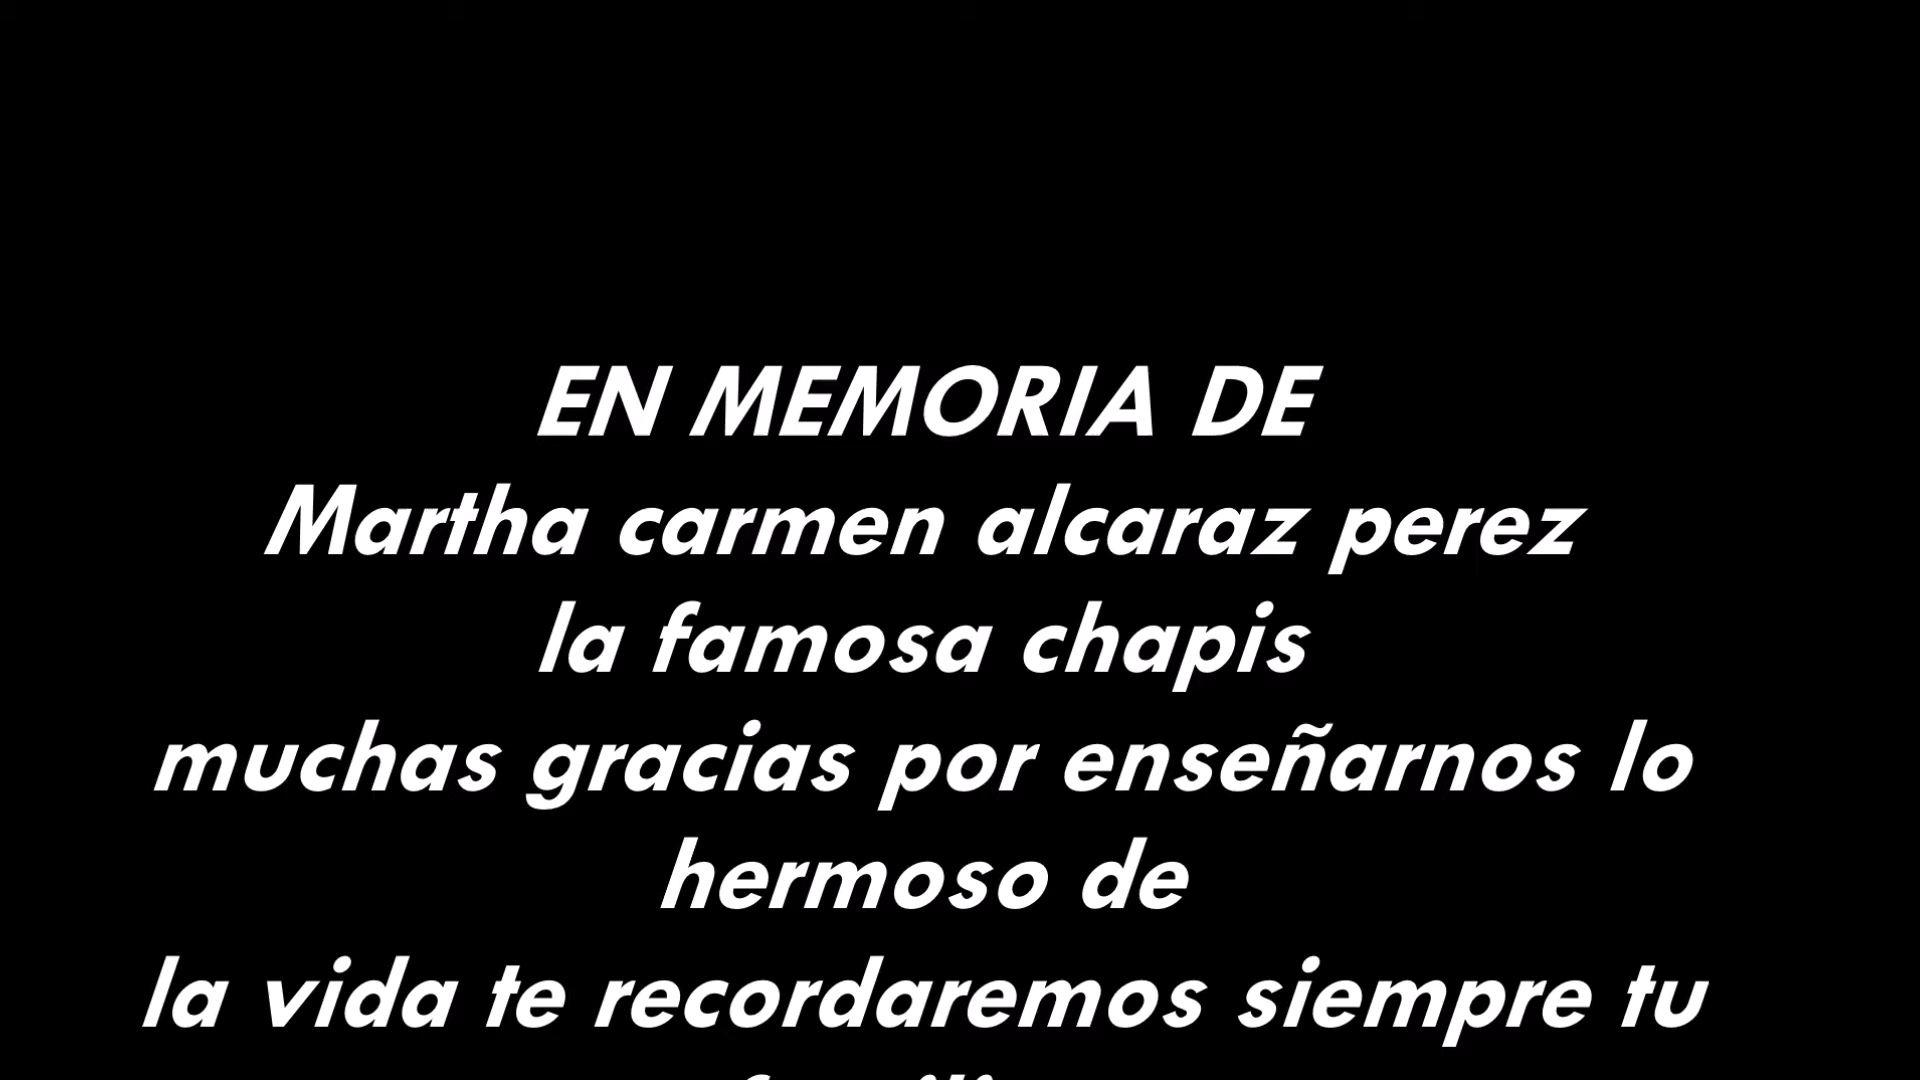 EN MEMORIA DE
Martha carmen alcaraz perez
la famosa chapis
muchas gracias por enseñarnos lo
hermoso de
la vida te recordaremos siempre tu